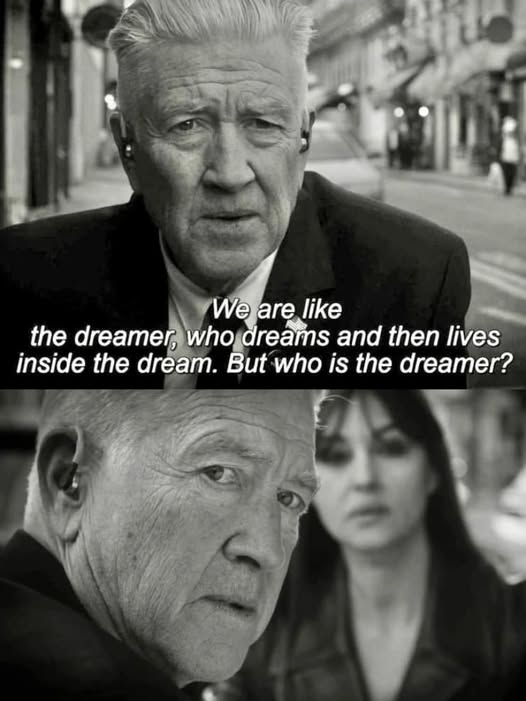 We are like
the dreamer, who dreams and then lives
inside the dream. But who is the dreamer?